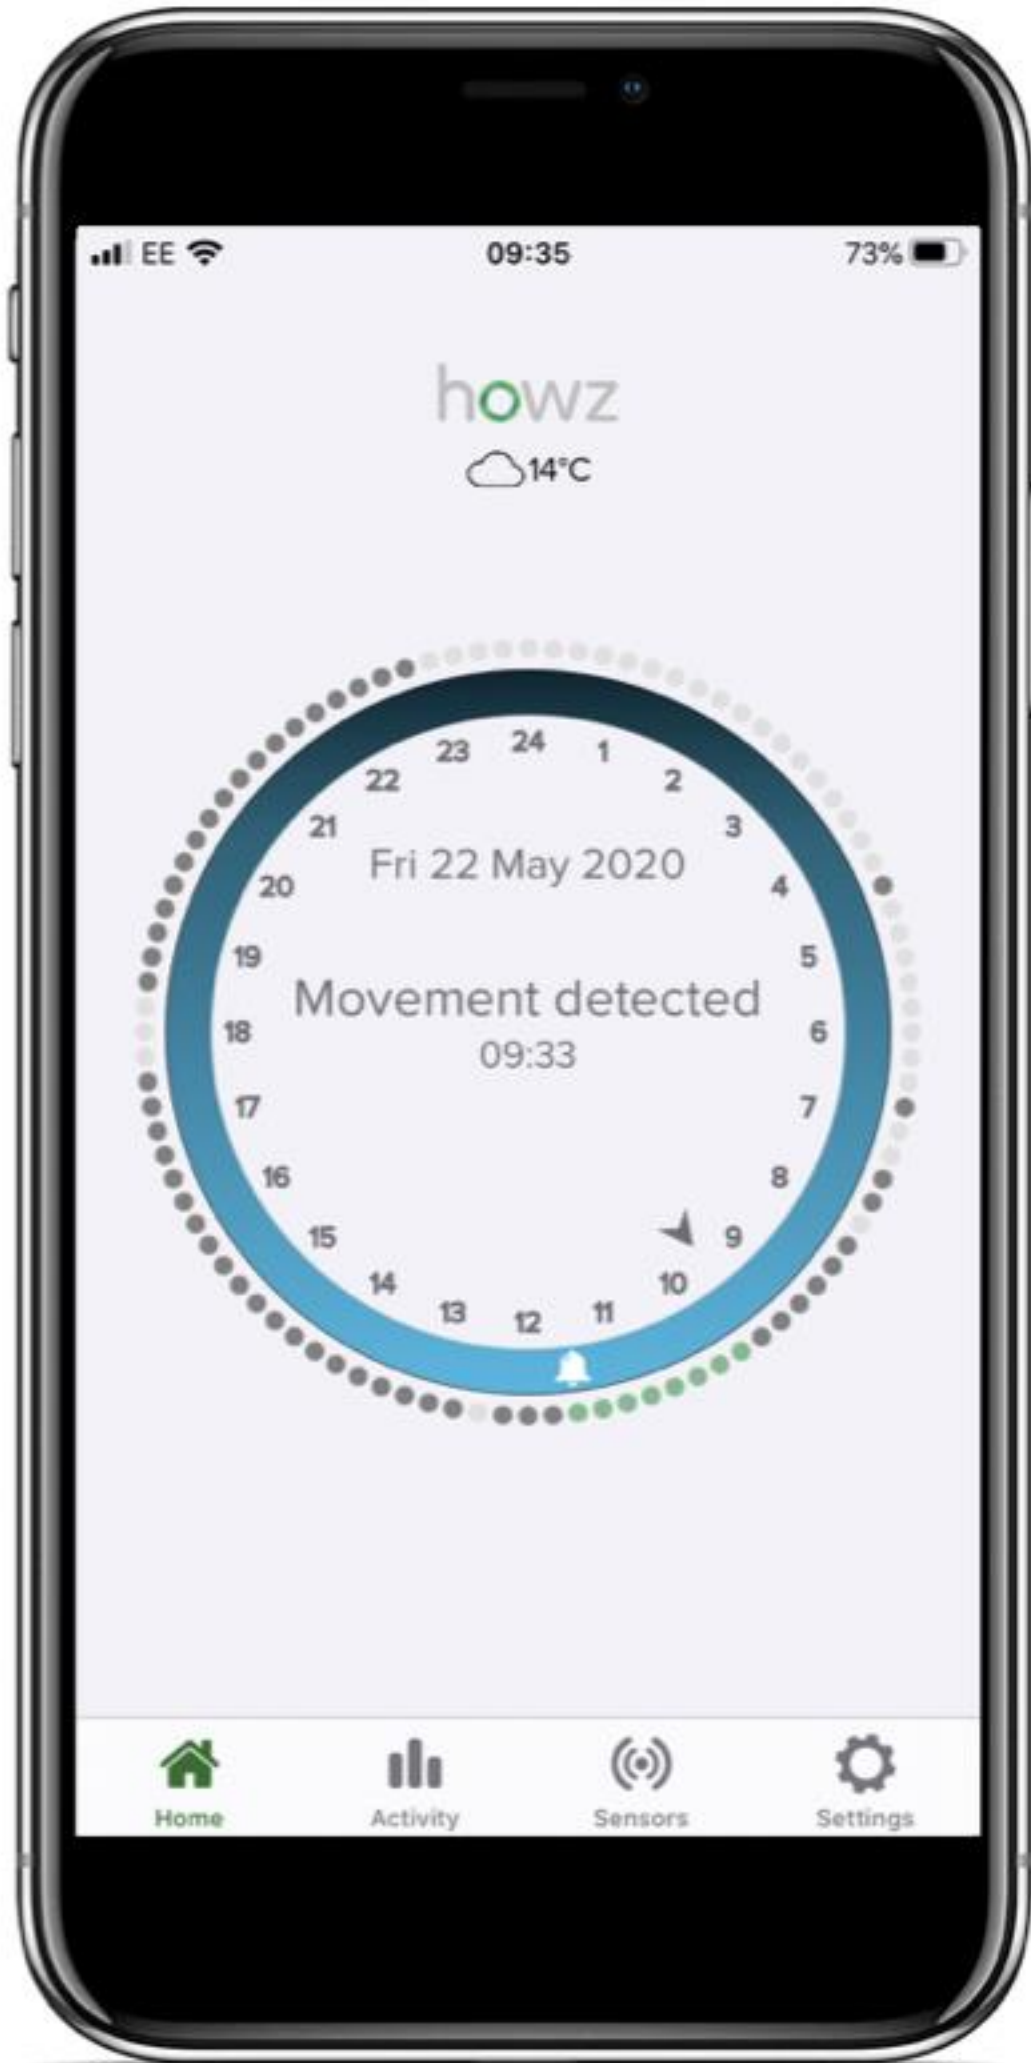 EE 09:35 73%
howz
14°C
24
23 1
22 2
21 3
Fri 22 May 2020
20 4
19 5
Movement detected
18 6
09:33
17 7
16 8
15 9
14 10
13 11
12
Home Activity Sensors Settings